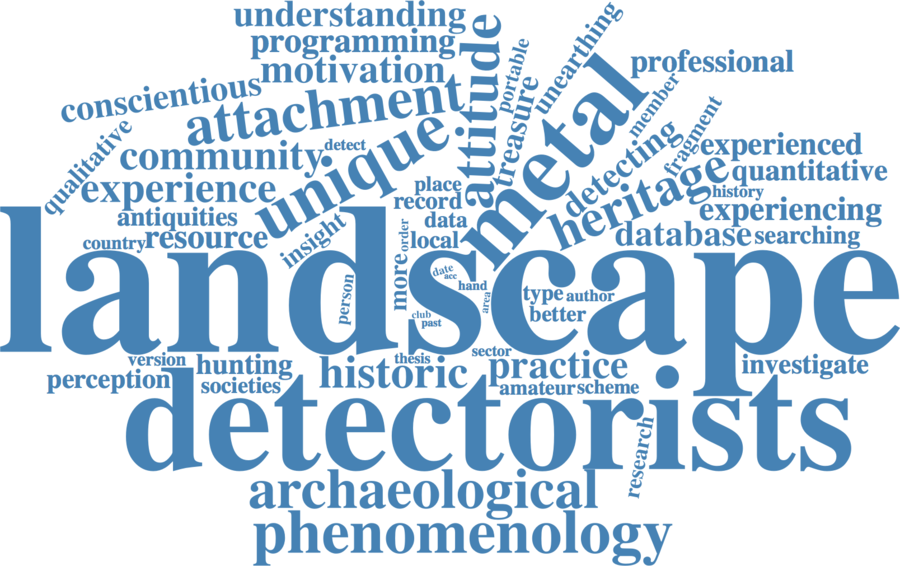 understanding
programming
motivation
conscientious
attachment
attitude
portable
treasure
unearthing
metal
member
professional
qualitative
community
detect
unique
detecting
fragment
experienced
quantitative
heritage
history
experience
antiquities
country
resource
insight
place
record
data
local
order
more
experiencing
database
searching
landscape
person
date
acc
hand
area
club
past
type
author
better
version
perception
hunting
societies
thesis
historic
sector
practice
amateur
scheme
investigate
detectorists
research
archaeological
phenomenology